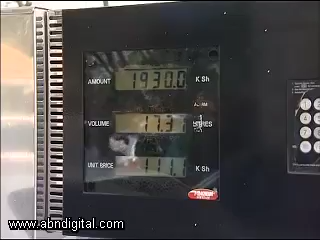 AMOUNT 1930.0 K Sh
VOLUME 17.3
UNIT PRICE 111. K Sh
www.abndigital.com